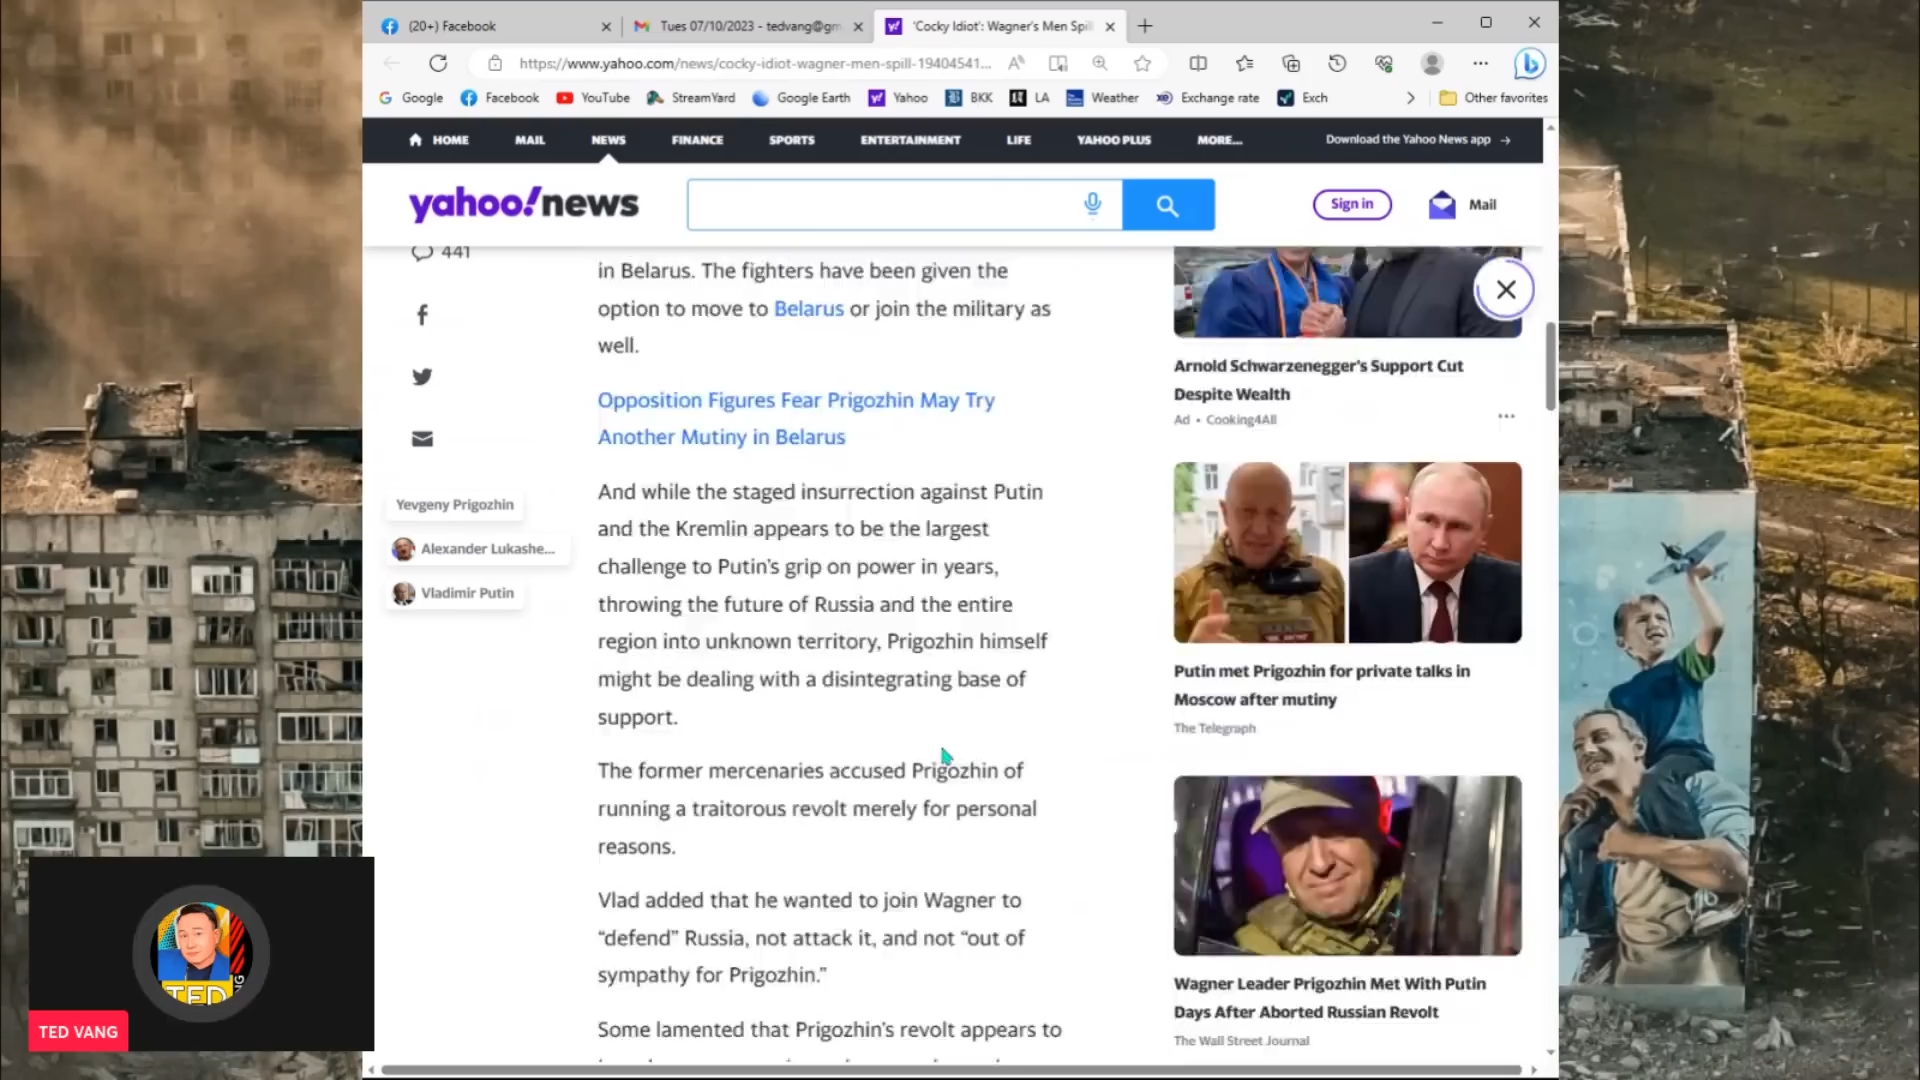 (20+) Facebook
Tues 07/10/2023 - tedvang@gm
'Cocky Idiot': Wagner's Men Spil
https://www.yahoo.com/news/cocky-idiot-wagner-men-spill-19404541...
Google
Facebook
YouTube
StreamYard
Google Earth
Yahoo
BKK
LA
Weather
Exchange rate
Exch
Other favorites
HOME
MAIL
NEWS
FINANCE
SPORTS
ENTERTAINMENT
LIFE
YAHOO PLUS
MORE...
Download the Yahoo News app →
yahoo!news
Sign in
Mail
441
in Belarus. The fighters have been given the
option to move to Belarus or join the military as
well.
Opposition Figures Fear Prigozhin May Try
Another Mutiny in Belarus
And while the staged insurrection against Putin
and the Kremlin appears to be the largest
challenge to Putin's grip on power in years,
throwing the future of Russia and the entire
region into unknown territory, Prigozhin himself
might be dealing with a disintegrating base of
support.
The former mercenaries accused Prigozhin of
running a traitorous revolt merely for personal
reasons.
Vlad added that he wanted to join Wagner to
“defend” Russia, not attack it, and not “out of
sympathy for Prigozhin.”
Some lamented that Prigozhin's revolt appears to
Yevgeny Prigozhin
Alexander Lukashe...
Vladimir Putin
Arnold Schwarzenegger's Support Cut
Despite Wealth
Ad • Cooking4All
Putin met Prigozhin for private talks in
Moscow after mutiny
The Telegraph
Wagner Leader Prigozhin Met With Putin
Days After Aborted Russian Revolt
The Wall Street Journal
TED
TED VANG